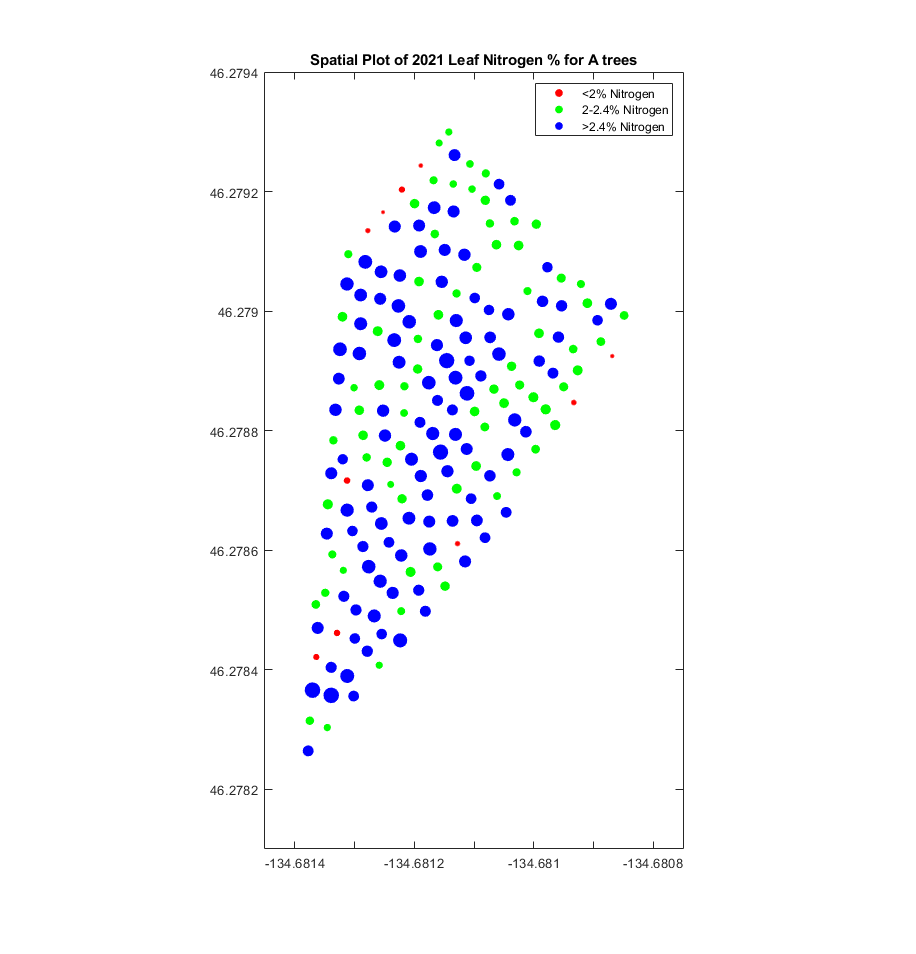 Spatial Plot of 2021 Leaf Nitrogen % for A trees
46.2794
<2% Nitrogen
2-2.4% Nitrogen
>2.4% Nitrogen
46.2792
46.279
46.2788
46.2786
46.2784
46.2782
-134.6814 -134.6812 -134.681 -134.6808